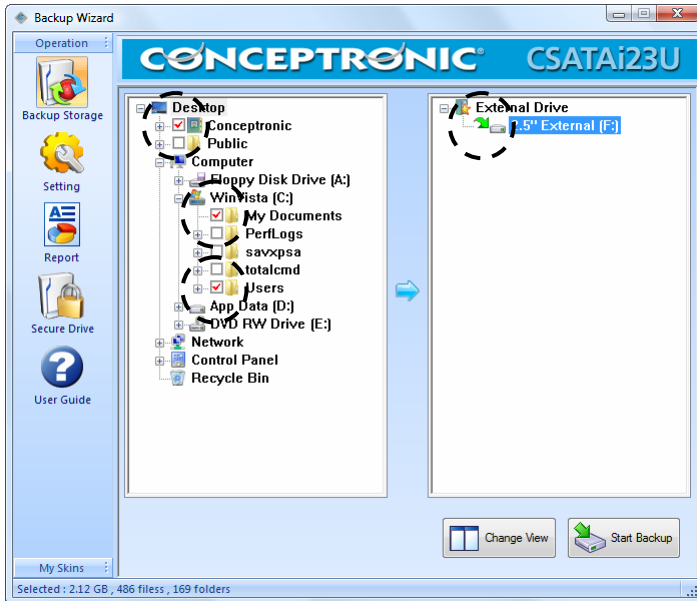 Backup Wizard
Operation
CONCEPTRONIC® CSATAi23U
Backup Storage
Setting
Report
Secure Drive
User Guide
My Skins
Desktop
Conceptronic
Public
Computer
Floppy Disk Drive (A:)
WinVista (C:)
My Documents
PerfLogs
savxpsa
totalcmd
Users
App Data (D:)
DVD RW Drive (E:)
Network
Control Panel
Recycle Bin
External Drive
2.5" External (F:)
Change View
Start Backup
Selected : 2.12 GB , 486 filess , 169 folders